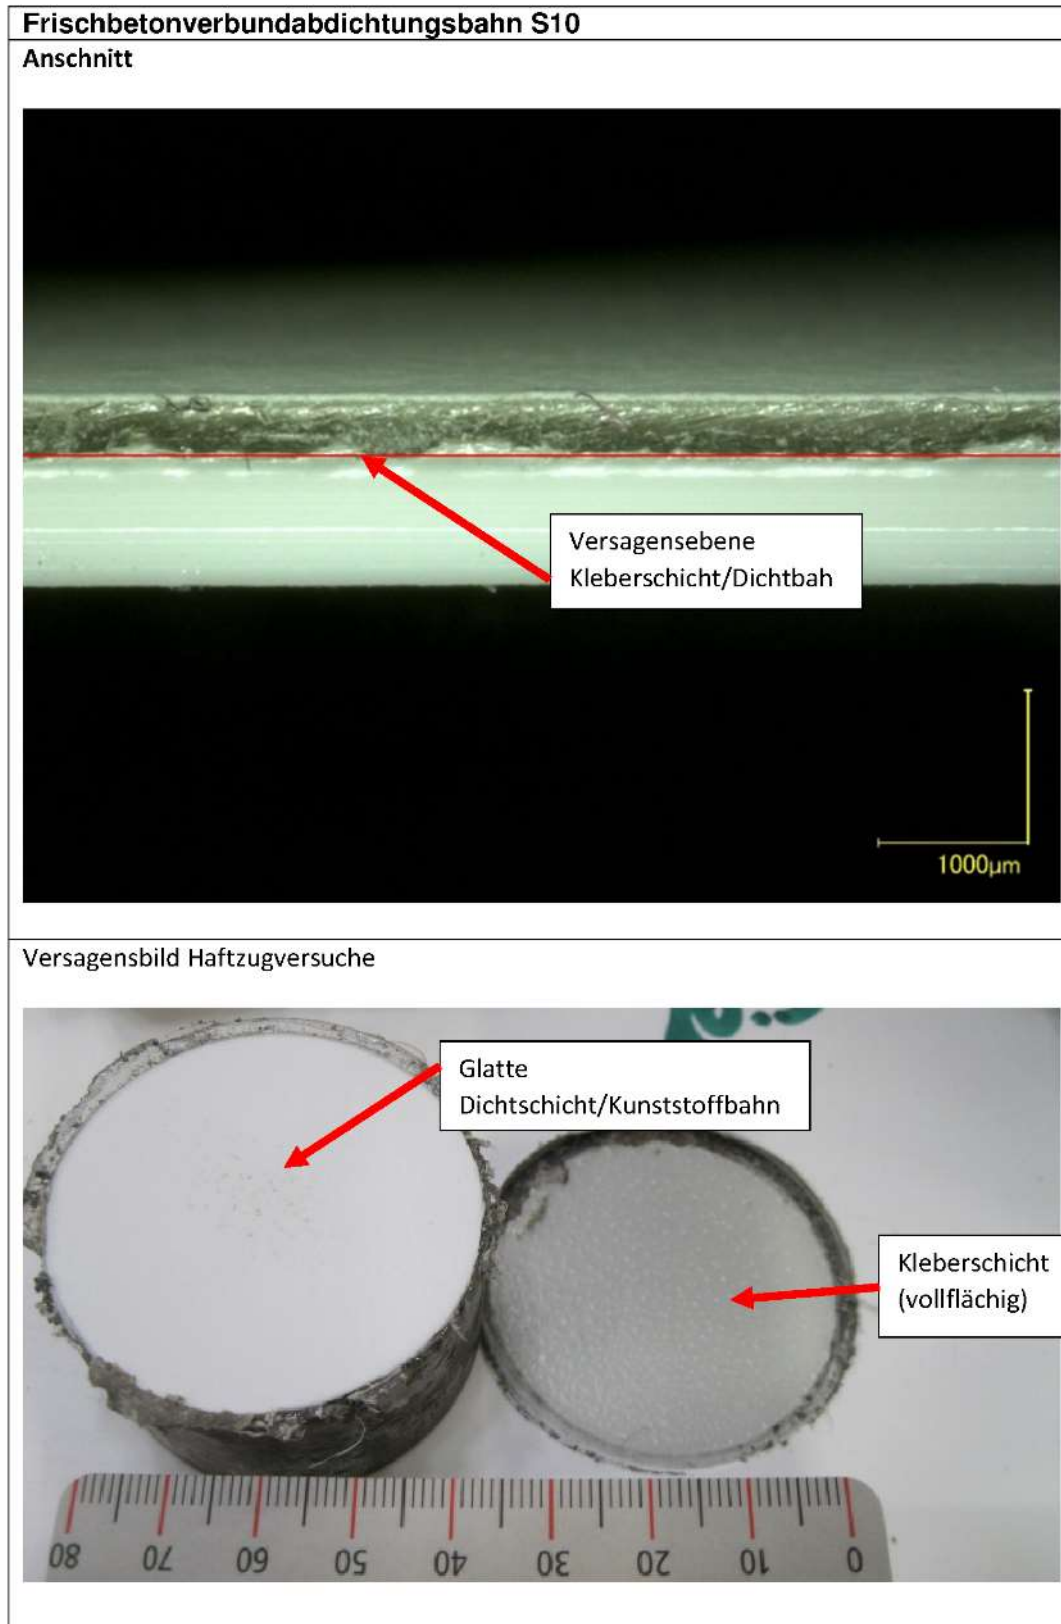 Frischbetonverbundabdichtungsbahn S10
Anschnitt
Versagensebene
Kleberschicht/Dichtbah
1000µm
Versagensbild Haftzugversuche
Glatte
Dichtschicht/Kunststoffbahn
Kleberschicht
(vollflächig)
80 70 60 50 40 30 20 10 0